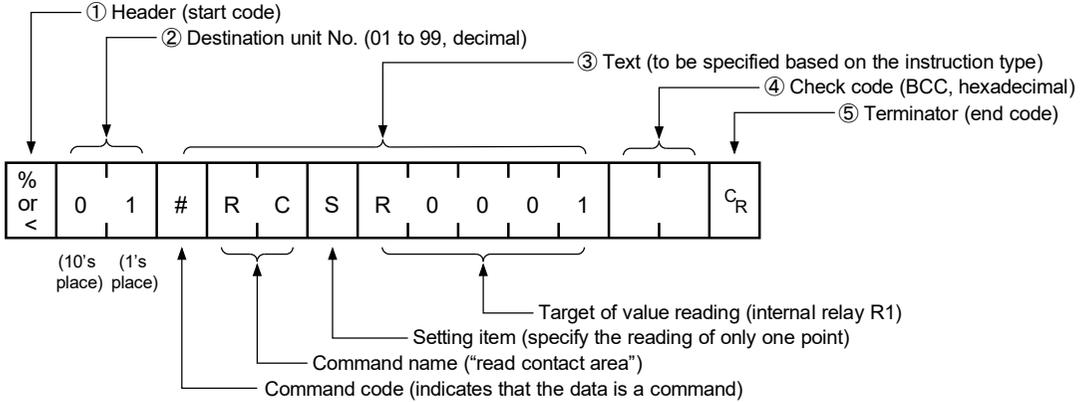 ① Header (start code)
② Destination unit No. (01 to 99, decimal)
③ Text (to be specified based on the instruction type)
④ Check code (BCC, hexadecimal)
⑤ Terminator (end code)
% or < 0 1 # R C S R 0 0 0 1 CR
(10's place) (1's place)
Target of value reading (internal relay R1)
Setting item (specify the reading of only one point)
Command name (“read contact area”)
Command code (indicates that the data is a command)